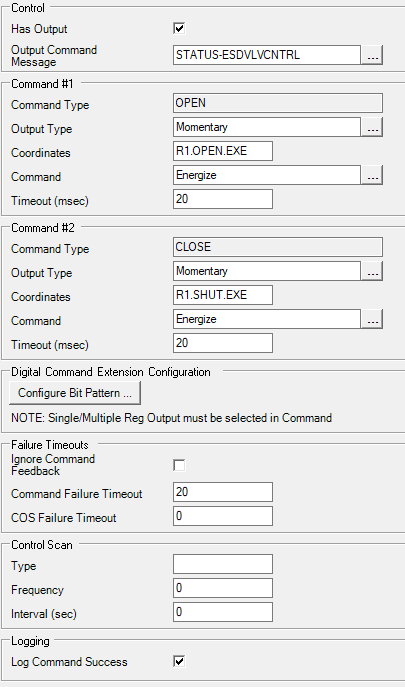 Control
Has Output
Output Command Message STATUS-ESDVLVCNTRL ...
Command #1
Command Type OPEN
Output Type Momentary ...
Coordinates R1.OPEN.EXE
Command Energize ...
Timeout (msec) 20
Command #2
Command Type CLOSE
Output Type Momentary ...
Coordinates R1.SHUT.EXE
Command Energize ...
Timeout (msec) 20
Digital Command Extension Configuration
Configure Bit Pattern ...
NOTE: Single/Multiple Reg Output must be selected in Command
Failure Timeouts
Ignore Command
Feedback
Command Failure Timeout 20
COS Failure Timeout 0
Control Scan
Type
Frequency 0
Interval (sec) 0
Logging
Log Command Success